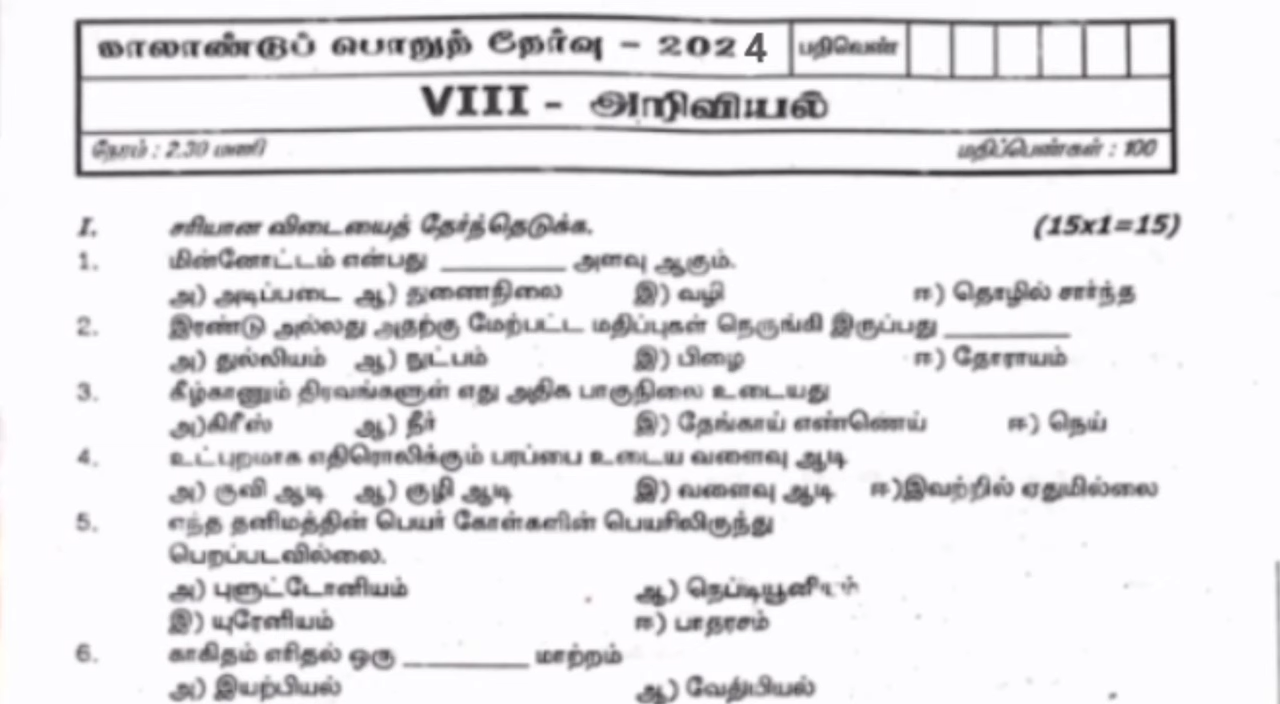 காலாண்டுப் பொறுத் தேர்வு - 2024 பதிவெண்
VIII - அறிவியல்
நேரம் : 2.30 மணி மதிப்பெண்கள் : 100
I. சரியான விடையைத் தேர்ந்தெடுக்க. (15x1=15)
1. மின்னோட்டம் என்பது ________ அளவு ஆகும்.
அ) அடிப்படை ஆ) துணைநிலை இ) வழி ஈ) தொழில் சார்ந்த
2. இரண்டு அல்லது அதற்கு மேற்பட்ட மதிப்புகள் நெருங்கி இருப்பது ________
அ) துல்லியம் ஆ) நுட்பம் இ) பிழை ஈ) தோராயம்
3. கீழ்காணும் திரவங்களுள் எது அதிக பாகுநிலை உடையது
அ)கிரீஸ் ஆ) நீர் இ) தேங்காய் எண்ணெய் ஈ) நெய்
4. உட்புறமாக எதிரொலிக்கும் பரப்பை உடைய வளைவு ஆடி
அ) குவி ஆடி ஆ) குழி ஆடி இ) வளைவு ஆடி ஈ)இவற்றில் ஏதுமில்லை
5. எந்த தனிமத்தின் பெயர் கோள்களின் பெயரிலிருந்து
பெறப்படவில்லை.
அ) புளுட்டோனியம் ஆ) நெப்டியூனியம்
இ) யுரேனியம் ஈ) பாதரசம்
6. காகிதம் எரிதல் ஒரு ________ மாற்றம்
அ) இயற்பியல் ஆ) வேதியியல்